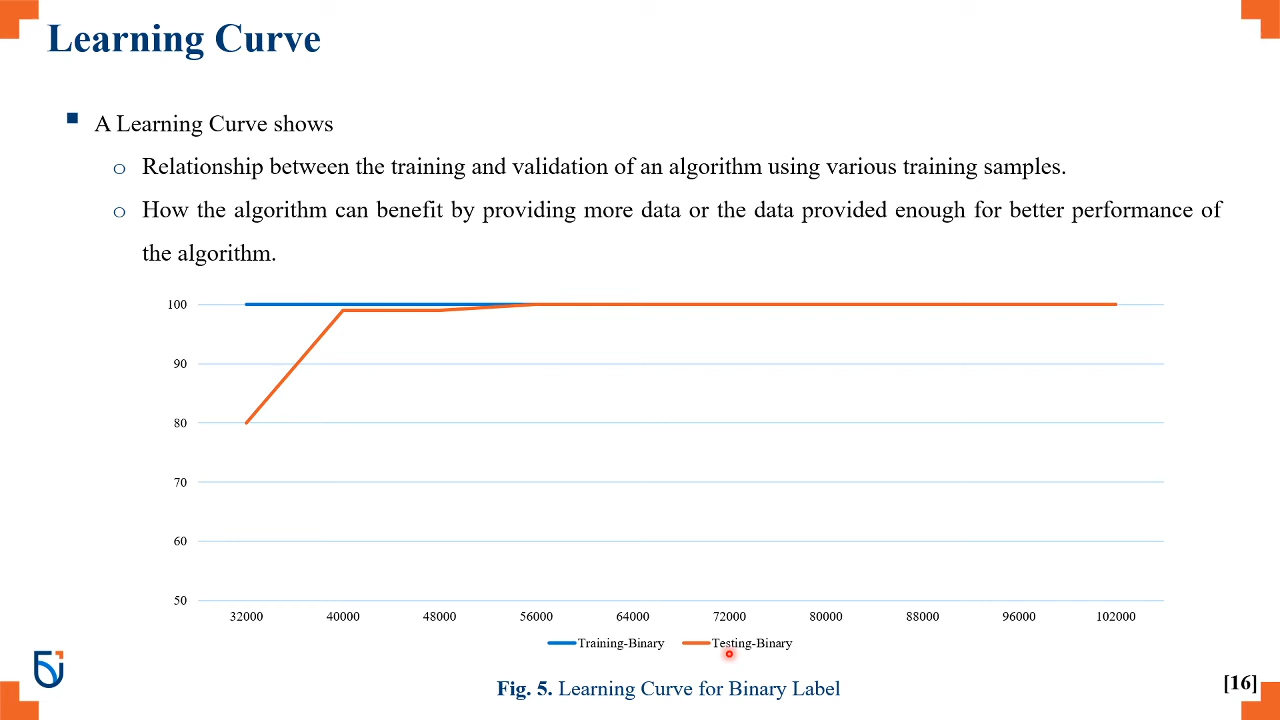 Learning Curve
A Learning Curve shows
Relationship between the training and validation of an algorithm using various training samples.
How the algorithm can benefit by providing more data or the data provided enough for better performance of
the algorithm.
100
90
80
70
60
50
32000 40000 48000 56000 64000 72000 80000 88000 96000 102000
Training-Binary Testing-Binary
Fig. 5. Learning Curve for Binary Label
[16]